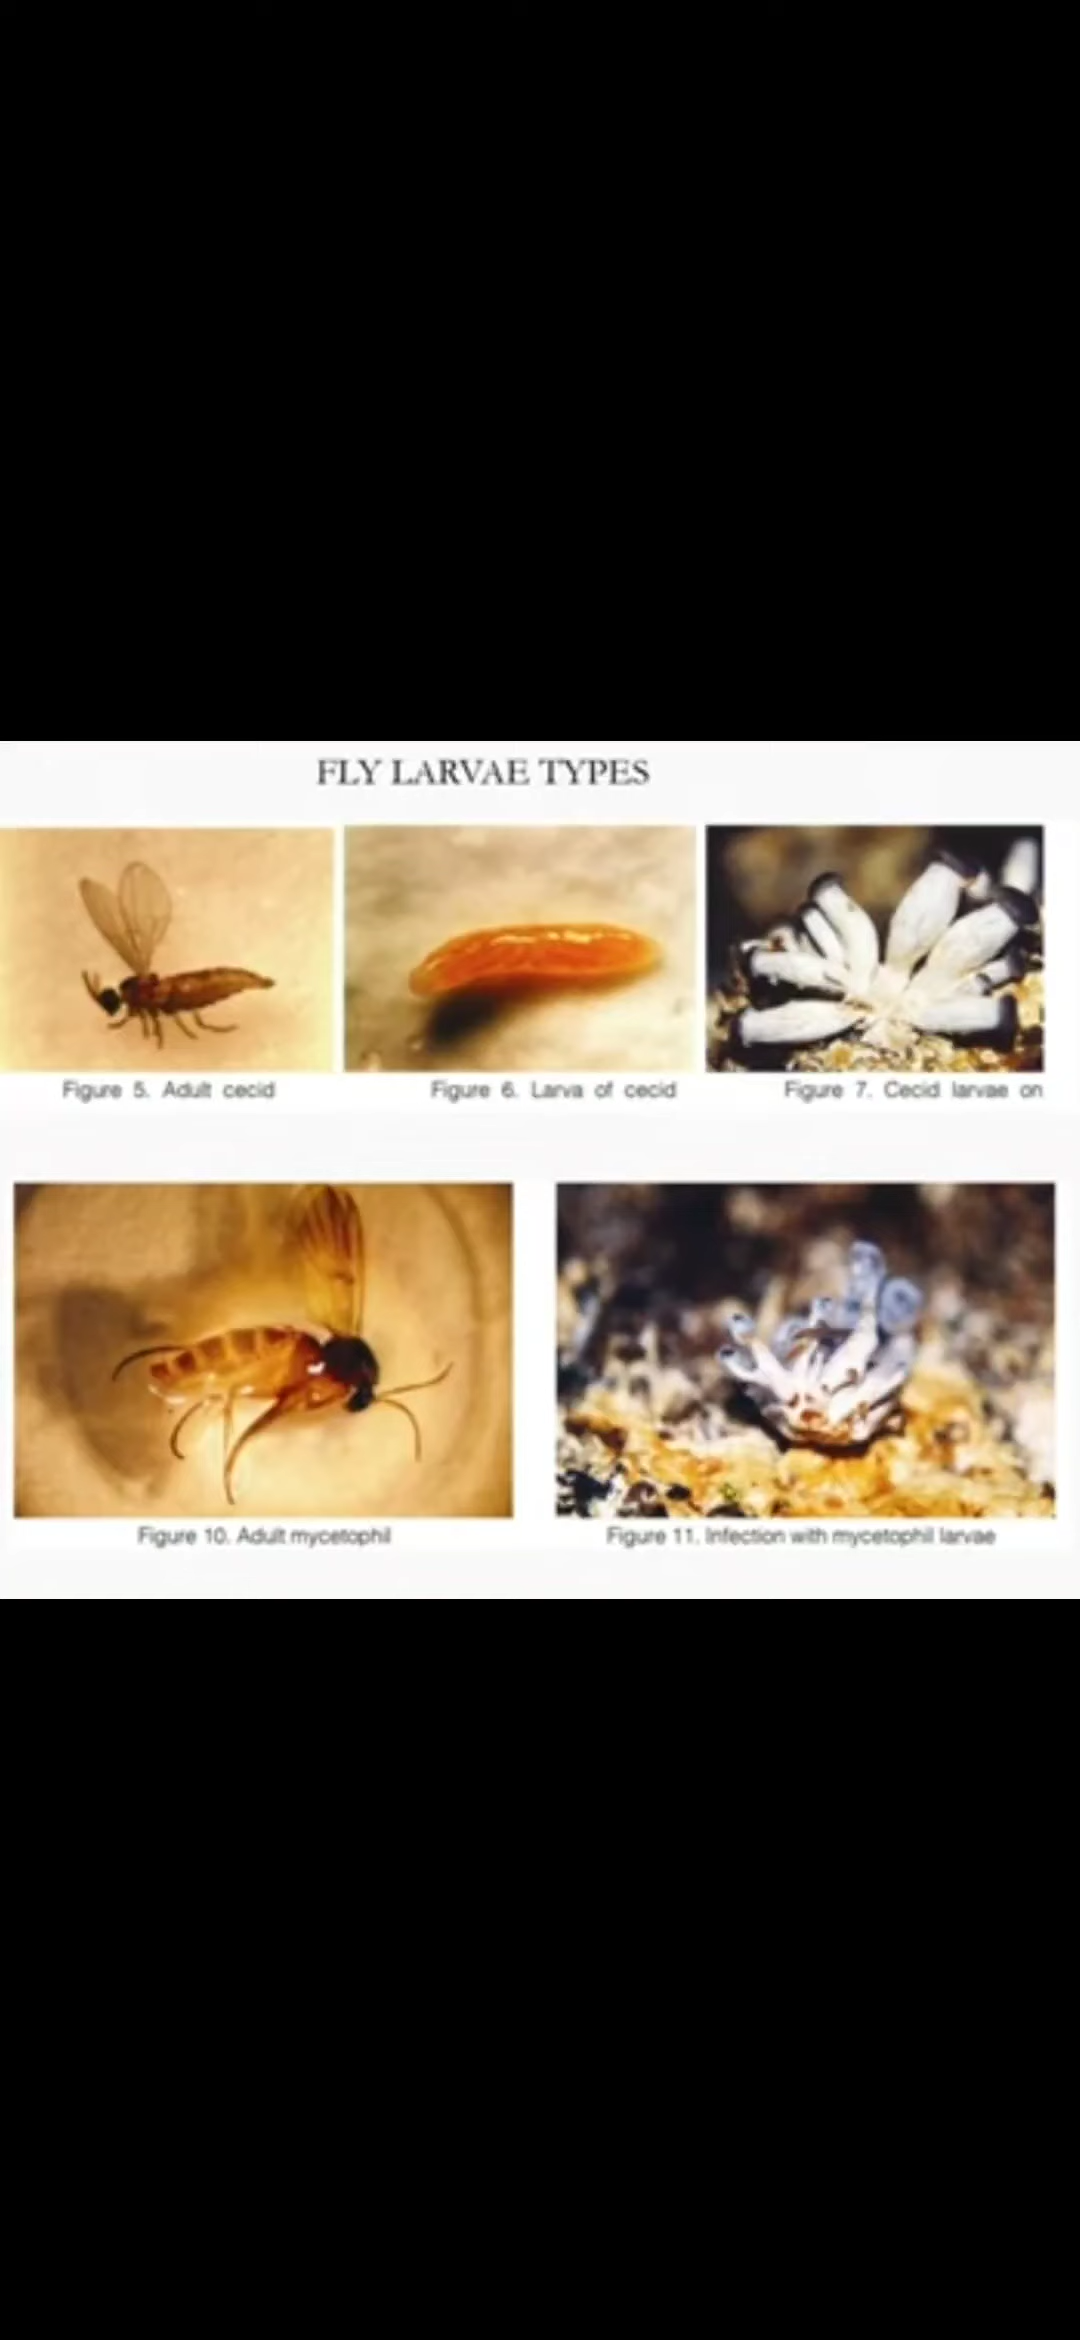 FLY LARVAE TYPES
Figure 5. Adult cecid
Figure 6. Larva of cecid
Figure 7. Cecid larvae on
Figure 10. Adult mycetophil
Figure 11. Infection with mycetophil larvae